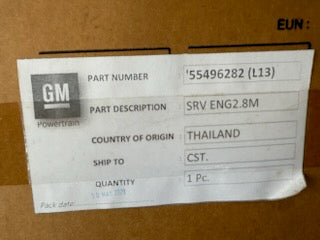 EUN:
GM
Powertrain
PART NUMBER '55496282 (L13)
PART DESCRIPTION : SRV ENG2.8M
COUNTRY OF ORIGIN : THAILAND
SHIP TO CST.
QUANTITY 1 Pc.
Pack date